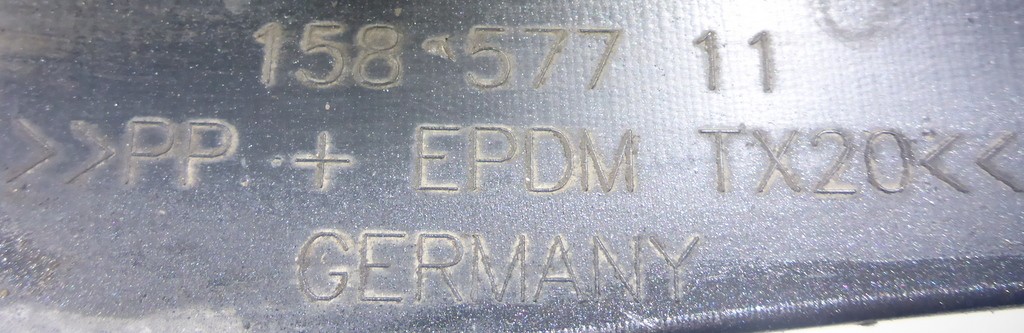 158 577 11
>>PP + EPDM TX20<<
GERMANY